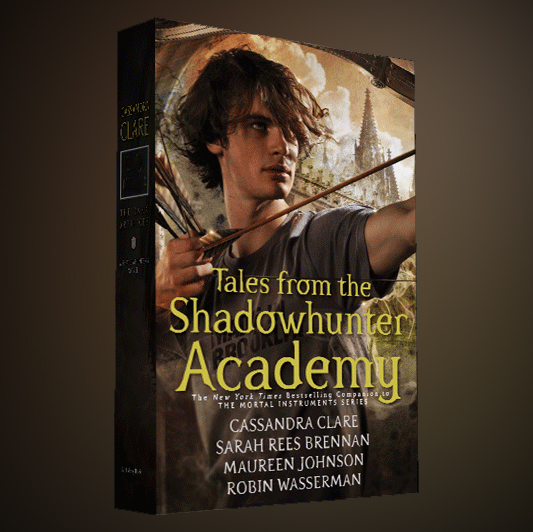 CASSANDRA
CLARE
Tales from the
Shadowhunter
Academy
The New York Times Bestselling Companion to
THE MORTAL INSTRUMENTS SERIES
CASSANDRA CLARE
SARAH REES BRENNAN
MAUREEN JOHNSON
ROBIN WASSERMAN